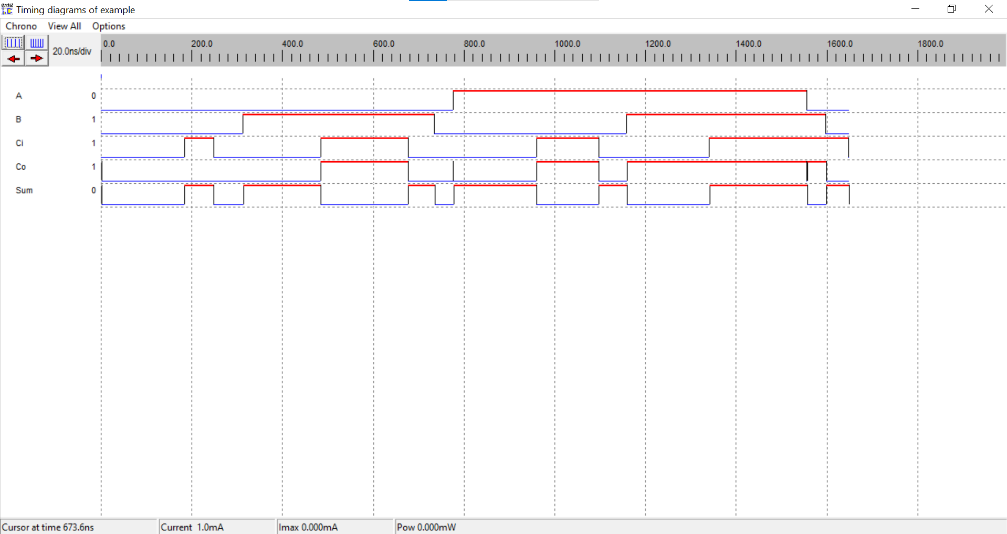 Timing diagrams of example
Chrono View All Options
20.0ns/div 0.0 200.0 400.0 600.0 800.0 1000.0 1200.0 1400.0 1600.0 1800.0
A 0
B 1
Ci 1
Co 1
Sum 0
Cursor at time 673.6ns Current 1.0mA Imax 0.000mA Pow 0.000mW